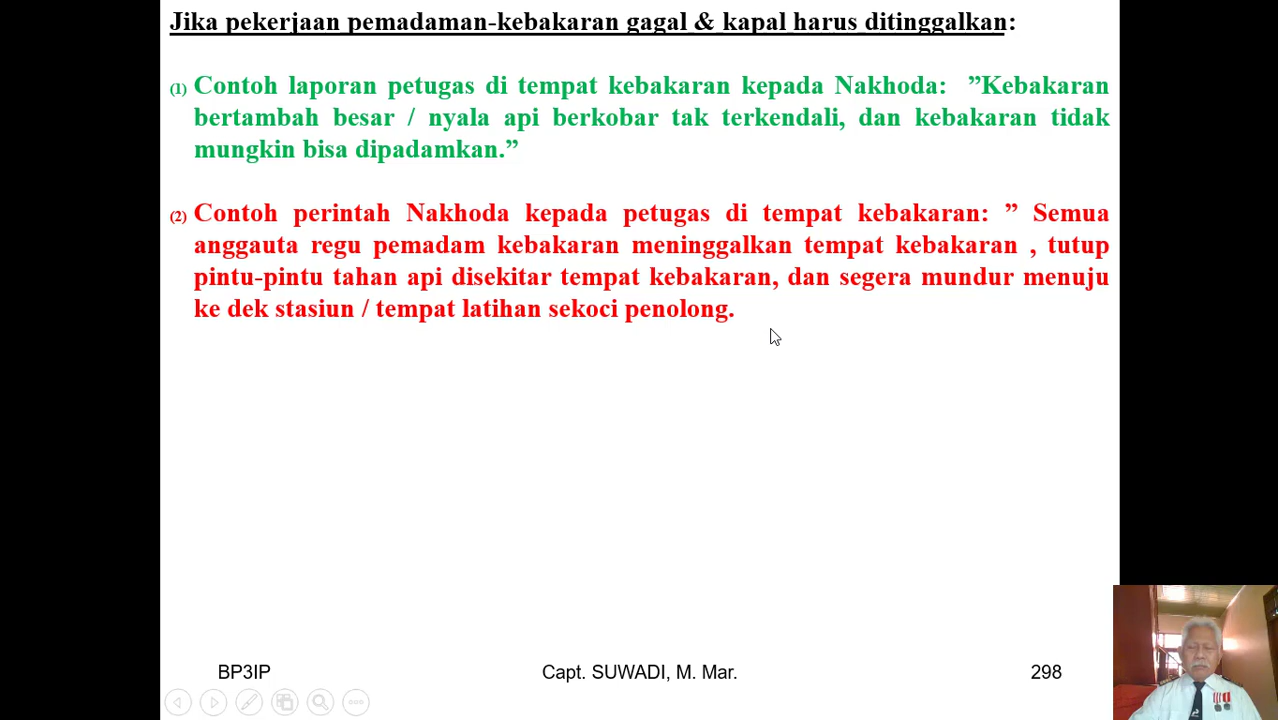 Jika pekerjaan pemadaman-kebakaran gagal & kapal harus ditinggalkan:
(1) Contoh laporan petugas di tempat kebakaran kepada Nakhoda: ”Kebakaran
bertambah besar / nyala api berkobar tak terkendali, dan kebakaran tidak
mungkin bisa dipadamkan.”
(2) Contoh perintah Nakhoda kepada petugas di tempat kebakaran: ” Semua
anggauta regu pemadam kebakaran meninggalkan tempat kebakaran , tutup
pintu-pintu tahan api disekitar tempat kebakaran, dan segera mundur menuju
ke dek stasiun / tempat latihan sekoci penolong.
BP3IP Capt. SUWADI, M. Mar. 298